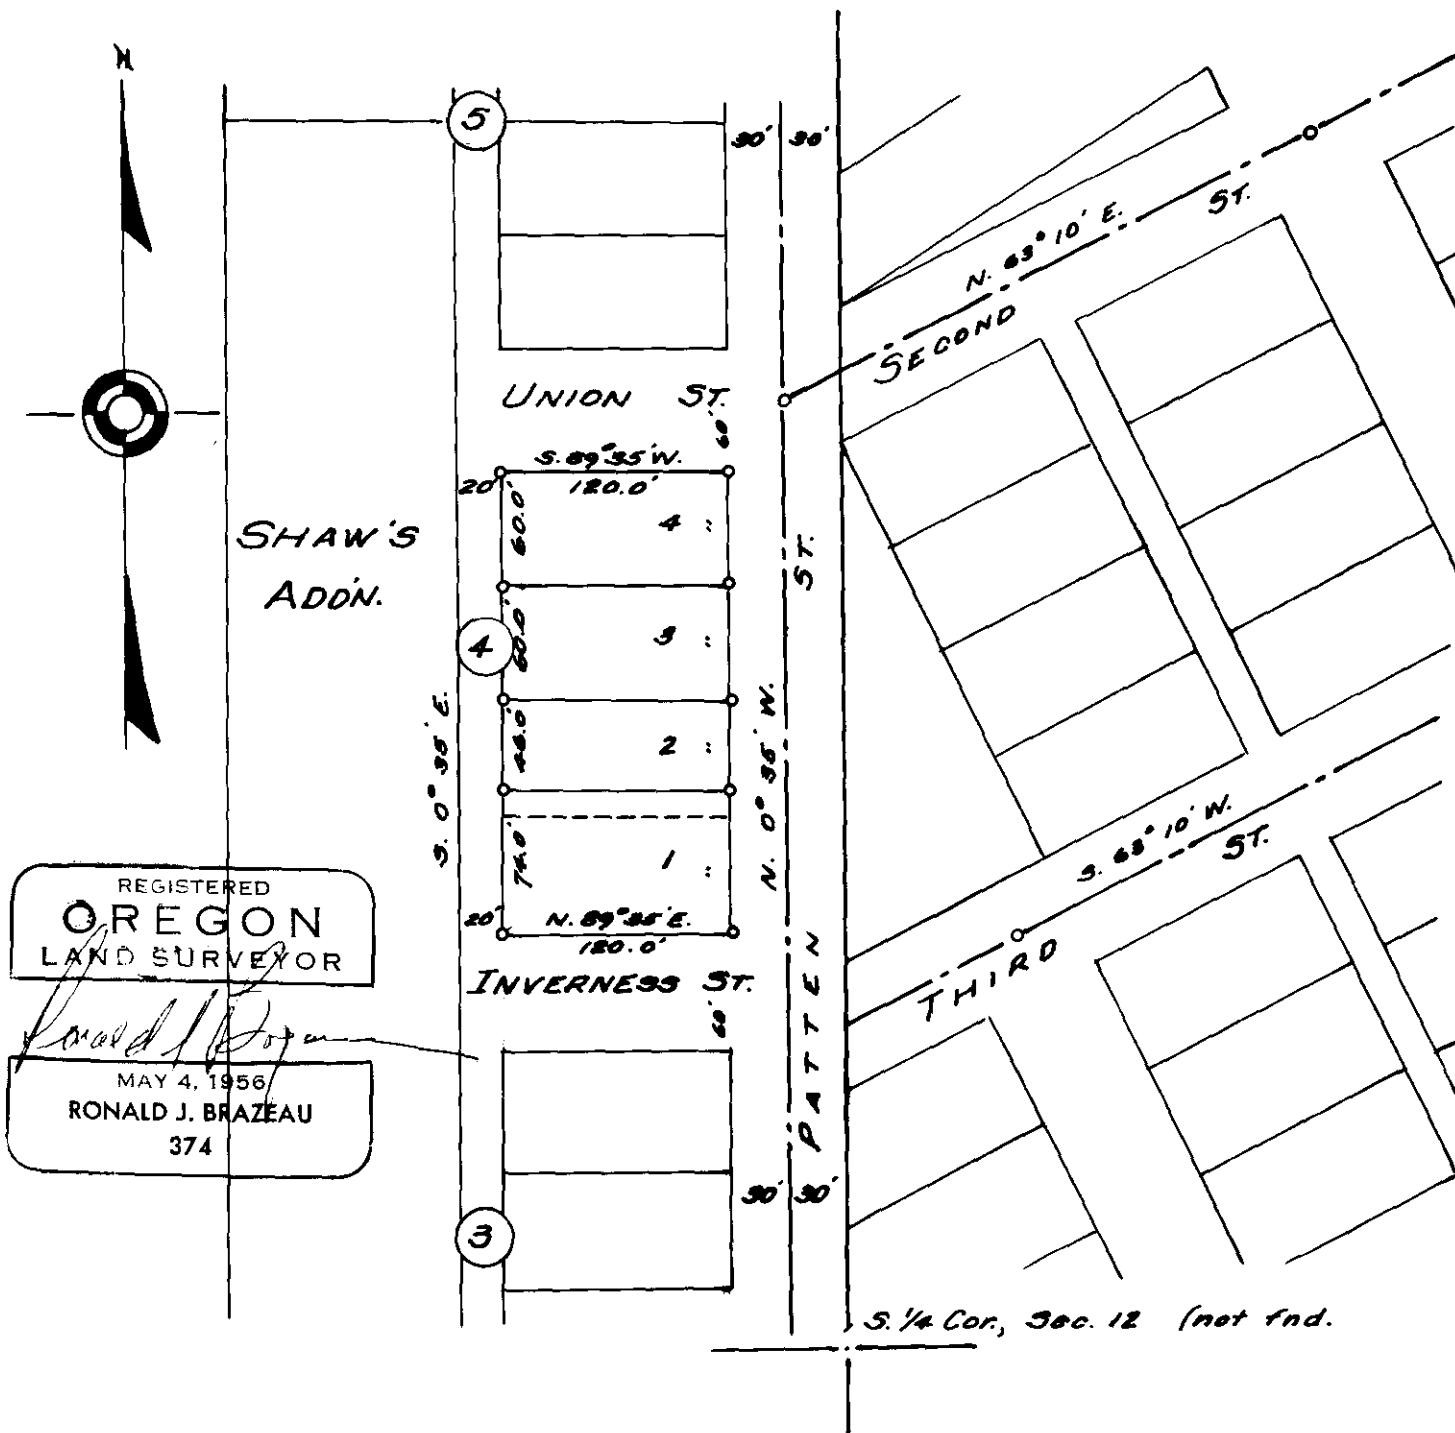 N
5
30' 30'
N. 63° 10' E.
ST.
SECOND
UNION ST.
60'
S. 89° 35' W.
120.0'
20'
60.0'
4 "
SHAW'S
ADD'N.
ST.
60.0'
3 "
4
S. 0° 35' E.
46.0'
2 "
N. 0° 35' W.
74.0'
1 "
20'
N. 89° 35' E.
120.0'
INVERNESS ST.
60'
PATTEN
S. 63° 10' W.
ST.
THIRD
REGISTERED
OREGON
LAND SURVEYOR
MAY 4, 1956
RONALD J. BRAZEAU
374
30' 30'
3
S. 1/4 Cor., Sec. 12 (not fnd.